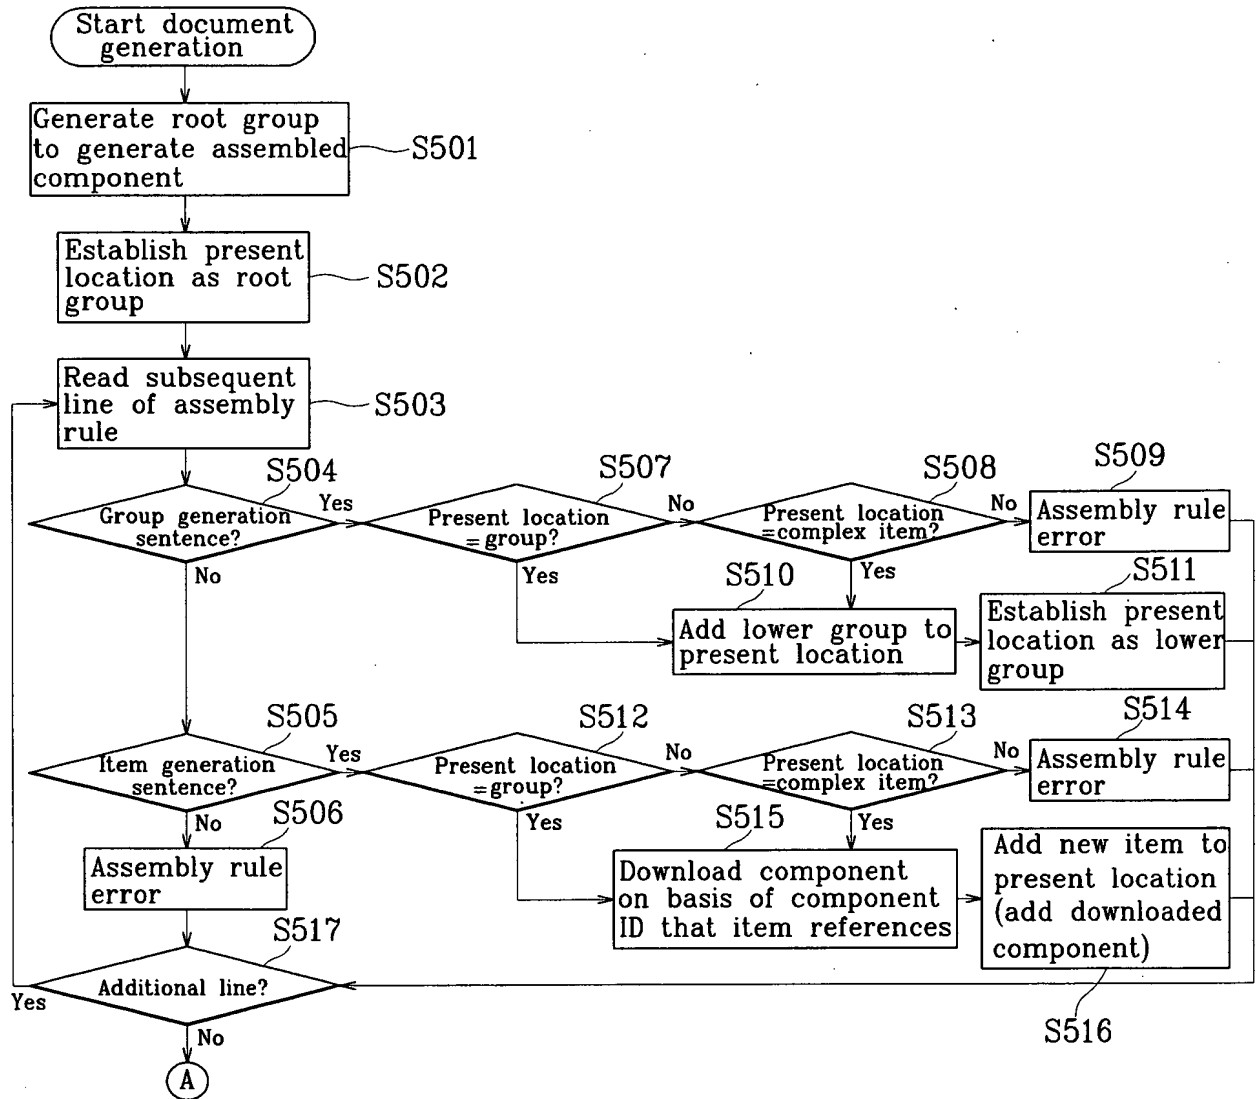 Start document
generation
Generate root group
to generate assembled
component
S501
Establish present
location as root
group
S502
Read subsequent
line of assembly
rule
S503
S504
Group generation
sentence?
Yes
No
S507
Present location
=group?
No
Yes
S508
Present location
=complex item?
No
Yes
S509
Assembly rule
error
S510
Add lower group to
present location
S511
Establish present
location as lower
group
S505
Item generation
sentence?
Yes
No
S512
Present location
=group?
No
Yes
S513
Present location
=complex item?
No
Yes
S514
Assembly rule
error
S506
Assembly rule
error
S515
Download component
on basis of component
ID that item references
Add new item to
present location
(add downloaded
component)
S516
S517
Additional line?
Yes
No
A